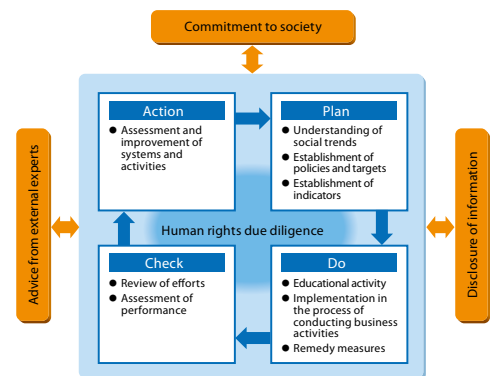 Commitment to society
Advice from external experts
Action
● Assessment and
improvement of
systems and
activities
Plan
● Understanding of
social trends
● Establishment of
policies and targets
● Establishment of
indicators
Human rights due diligence
Check
● Review of efforts
● Assessment of
performance
Do
● Educational activity
● Implementation in
the process of
conducting business
activities
● Remedy measures
Disclosure of information